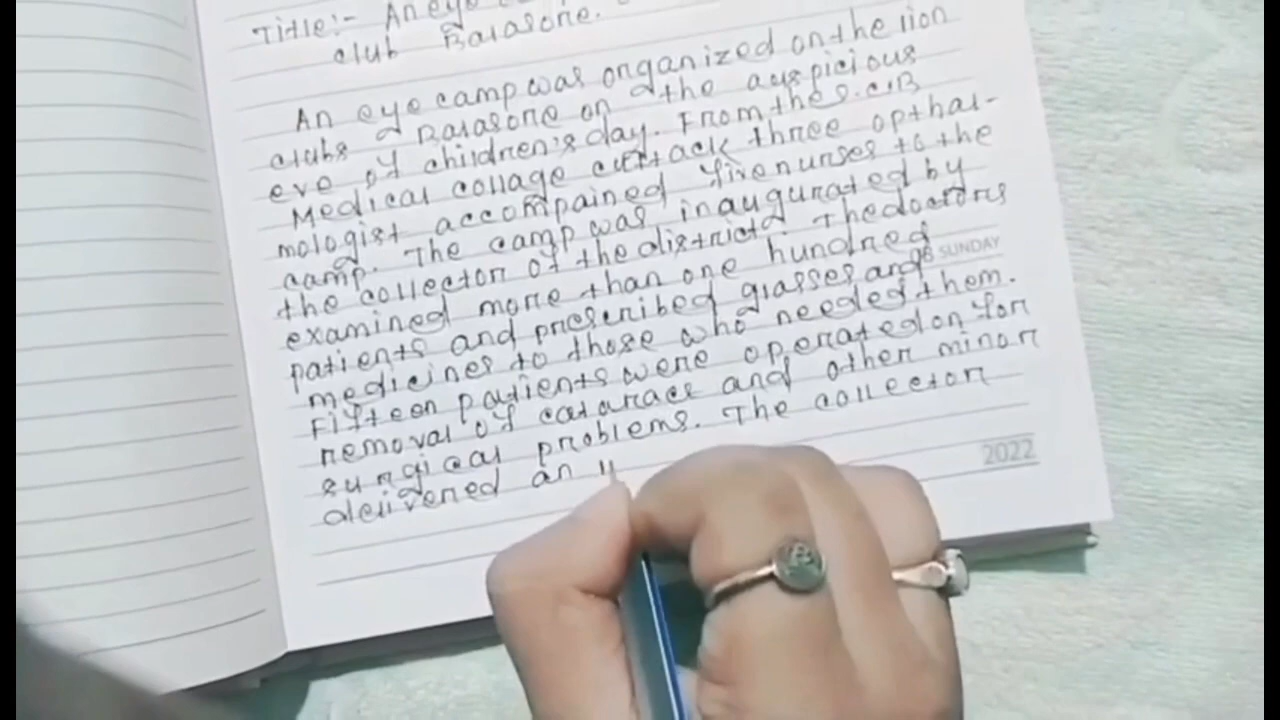 Title:- An eye
club Balasore.
An eye camp was organized on the lion
clubs of Balasore on the auspicious
eve of children's day. From the S.C.B
Medical collage cuttack three opthal-
mologist accompained five nurses to the
camp. The camp was inaugurated by
the collector of the district. The doctors
examined more than one hundred
patients and prescribed glasses and
medicines to those who needed them.
Fifteen patients were operated on for
removal of cataract and other minor
surgical problems. The collector
delivered an
SUNDAY
2022